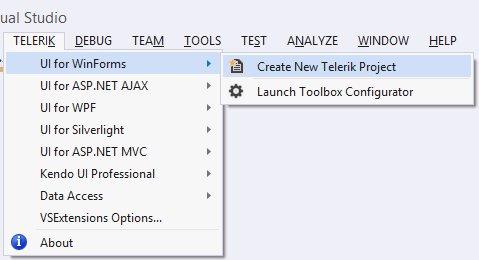 ual Studio
TELERIK DEBUG TEAM TOOLS TEST ANALYZE WINDOW HELP
UI for WinForms
Create New Telerik Project
UI for ASP.NET AJAX
Launch Toolbox Configurator
UI for WPF
UI for Silverlight
UI for ASP.NET MVC
Kendo UI Professional
Data Access
VSExtensions Options...
About